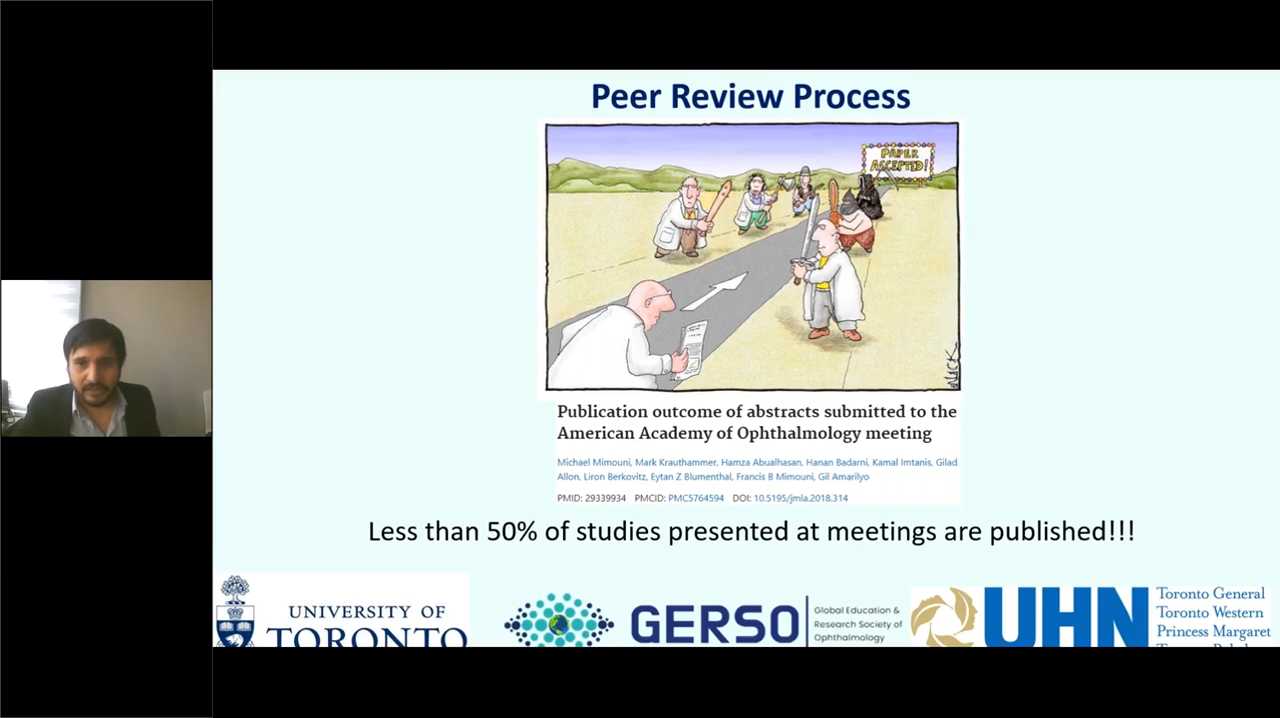 Peer Review Process
PAPER
ACCEPTED!
NICK
Publication outcome of abstracts submitted to the
American Academy of Ophthalmology meeting
Michael Mimouni, Mark Krauthammer, Hamza Abualhasan, Hanan Badarni, Kamal Imtanis, Gilad
Allon, Liron Berkovitz, Eytan Z Blumenthal, Francis B Mimouni, Gil Amarilyo
PMID: 29339934 PMCID: PMC5764594 DOI: 10.5195/jmla.2018.314
Less than 50% of studies presented at meetings are published!!!
UNIVERSITY OF
TORONTO
GERSO
Global Education &
Research Society of
Ophthalmology
UHN
Toronto General
Toronto Western
Princess Margaret